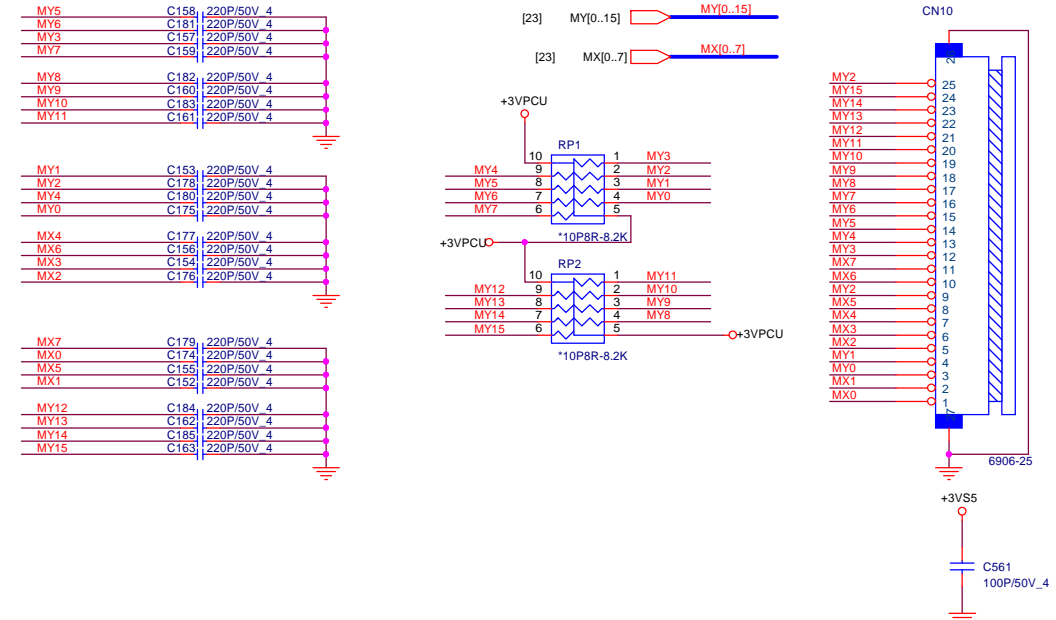 MY5 C158 220P/50V_4
MY6 C181 220P/50V_4
MY3 C157 220P/50V_4
MY7 C159 220P/50V_4
MY8 C182 220P/50V_4
MY9 C160 220P/50V_4
MY10 C183 220P/50V_4
MY11 C161 220P/50V_4
MY1 C153 220P/50V_4
MY2 C178 220P/50V_4
MY4 C180 220P/50V_4
MY0 C175 220P/50V_4
MX4 C177 220P/50V_4
MX6 C156 220P/50V_4
MX3 C154 220P/50V_4
MX2 C176 220P/50V_4
MX7 C179 220P/50V_4
MX0 C174 220P/50V_4
MX5 C155 220P/50V_4
MX1 C152 220P/50V_4
MY12 C184 220P/50V_4
MY13 C162 220P/50V_4
MY14 C185 220P/50V_4
MY15 C163 220P/50V_4
[23] MY[0..15] MY[0..15]
[23] MX[0..7] MX[0..7]
+3VPCU
RP1
10 1 MY3
MY4 9 2 MY2
MY5 8 3 MY1
MY6 7 4 MY0
MY7 6 5
*10P8R-8.2K
+3VPCU
RP2
10 1 MY11
MY12 9 2 MY10
MY13 8 3 MY9
MY14 7 4 MY8
MY15 6 5
+3VPCU
*10P8R-8.2K
CN10
26
MY2 25
MY15 24
MY14 23
MY13 22
MY12 21
MY11 20
MY10 19
MY9 18
MY8 17
MY7 16
MY6 15
MY5 14
MY4 13
MY3 12
MX7 11
MX6 10
MY2 9
MX5 8
MX4 7
MX3 6
MX2 5
MY1 4
MY0 3
MX1 2
MX0 1
6906-25
+3VS5
C561
100P/50V_4